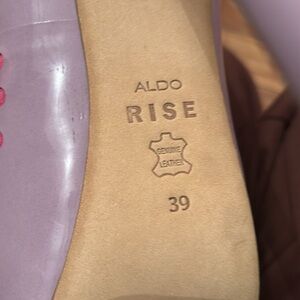 ALDO
RISE
GENUINE
LEATHER
39